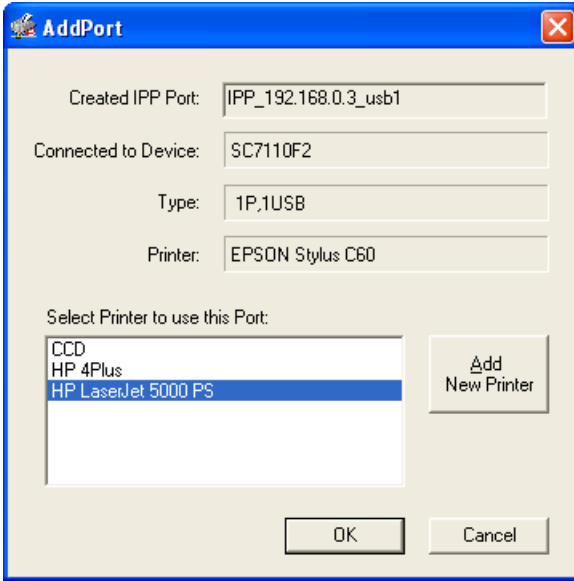 AddPort
Created IPP Port: IPP_192.168.0.3_usb1
Connected to Device: SC7110F2
Type: 1P,1USB
Printer: EPSON Stylus C60
Select Printer to use this Port:
CCD
HP 4Plus
HP LaserJet 5000 PS
Add
New Printer
OK Cancel